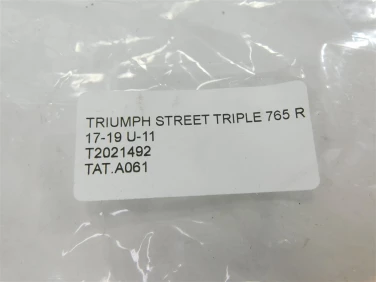 TRIUMPH STREET TRIPLE 765 R
17-19 U-11
T2021492
TAT.A061